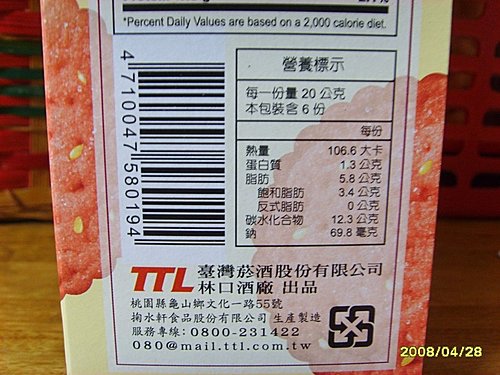 *Percent Daily Values are based on a 2,000 calorie diet.
4710047580194
營養標示
每一份量 20 公克
本包裝含 6 份
每份
熱量 106.6 大卡
蛋白質 1.3 公克
脂肪 5.8 公克
飽和脂肪 3.4 公克
反式脂肪 0 公克
碳水化合物 12.3 公克
鈉 69.8 毫克
TTL 臺灣菸酒股份有限公司
林口酒廠 出品
桃園縣龜山鄉文化一路55號
掬水軒食品股份有限公司 生產製造
服務專線: 0800-231422
080@mail.ttl.com.tw
2008/04/28